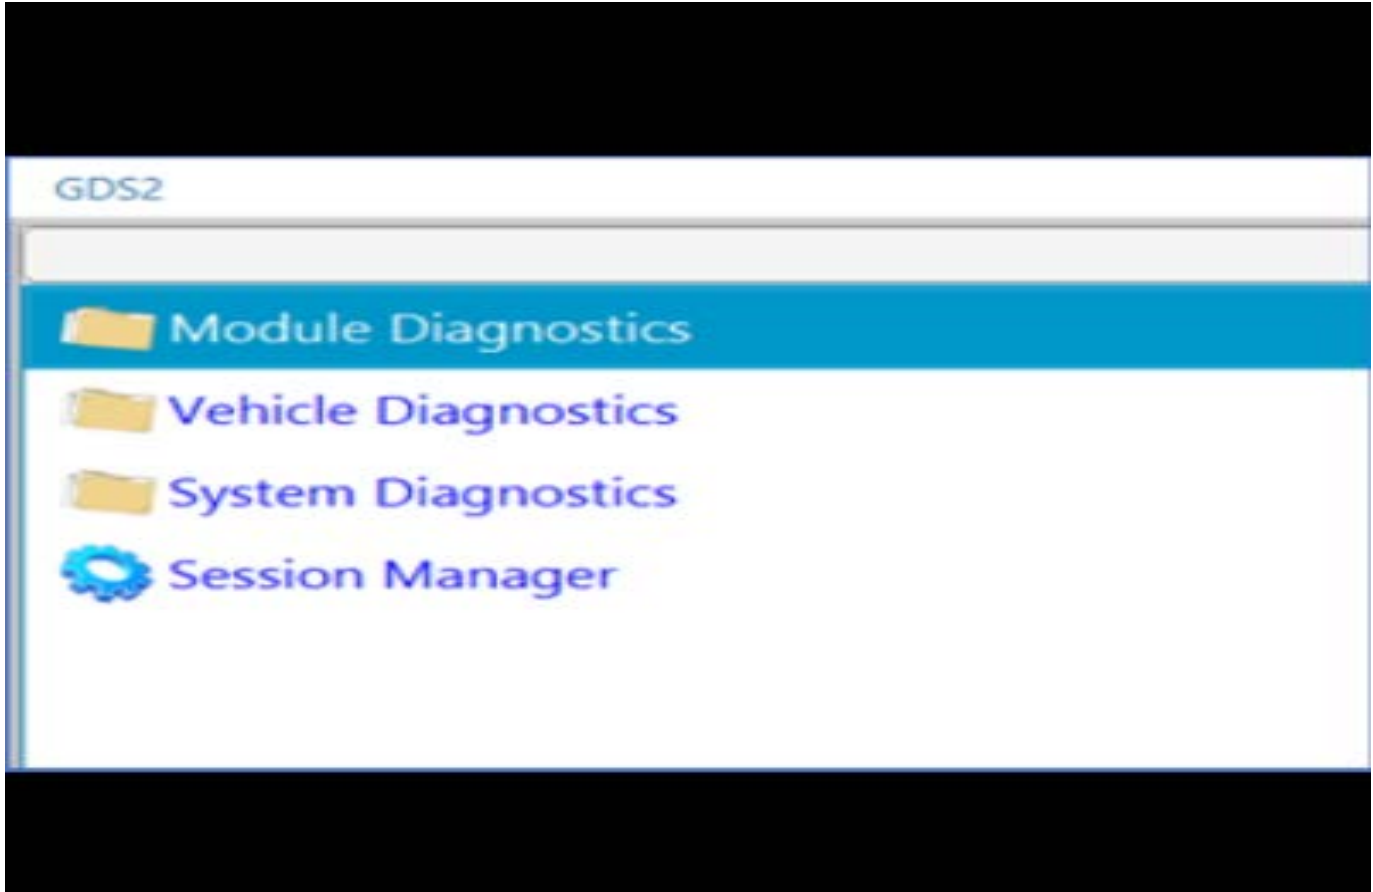 GDS2
Module Diagnostics
Vehicle Diagnostics
System Diagnostics
Session Manager